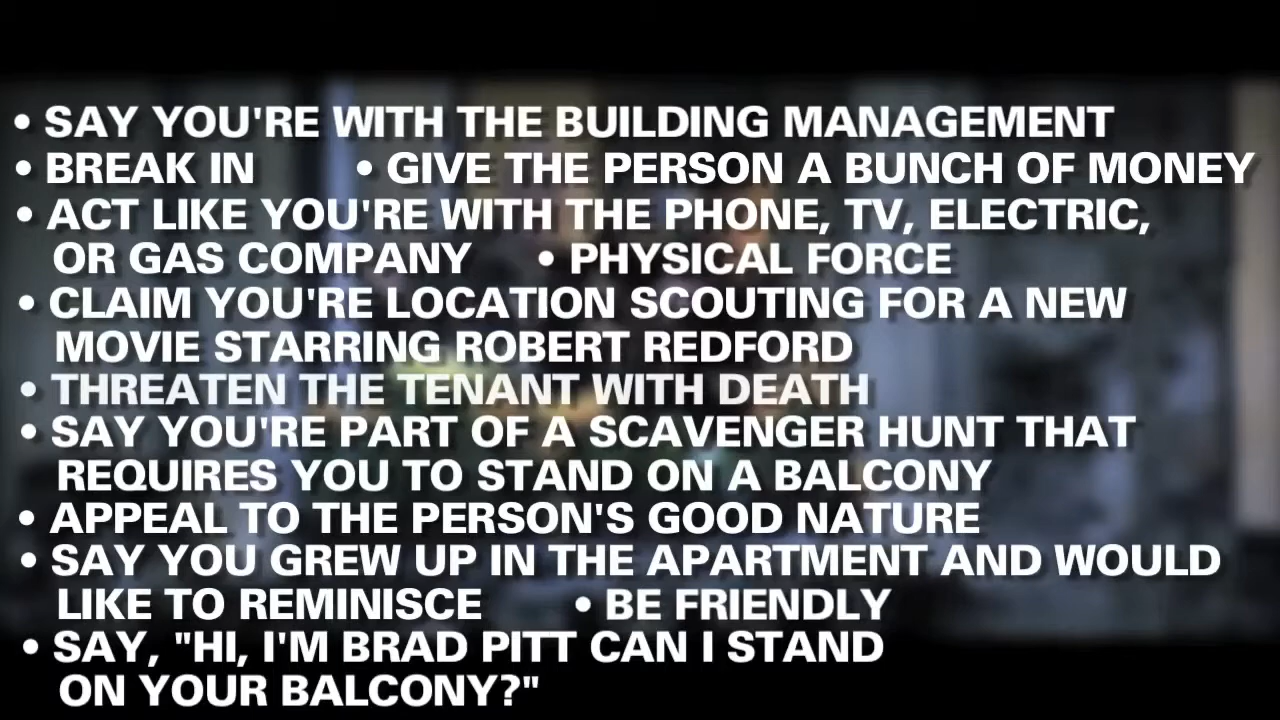 • SAY YOU'RE WITH THE BUILDING MANAGEMENT
• BREAK IN • GIVE THE PERSON A BUNCH OF MONEY
• ACT LIKE YOU'RE WITH THE PHONE, TV, ELECTRIC,
OR GAS COMPANY • PHYSICAL FORCE
• CLAIM YOU'RE LOCATION SCOUTING FOR A NEW
MOVIE STARRING ROBERT REDFORD
• THREATEN THE TENANT WITH DEATH
• SAY YOU'RE PART OF A SCAVENGER HUNT THAT
REQUIRES YOU TO STAND ON A BALCONY
• APPEAL TO THE PERSON'S GOOD NATURE
• SAY YOU GREW UP IN THE APARTMENT AND WOULD
LIKE TO REMINISCE • BE FRIENDLY
• SAY, "HI, I'M BRAD PITT CAN I STAND
ON YOUR BALCONY?"